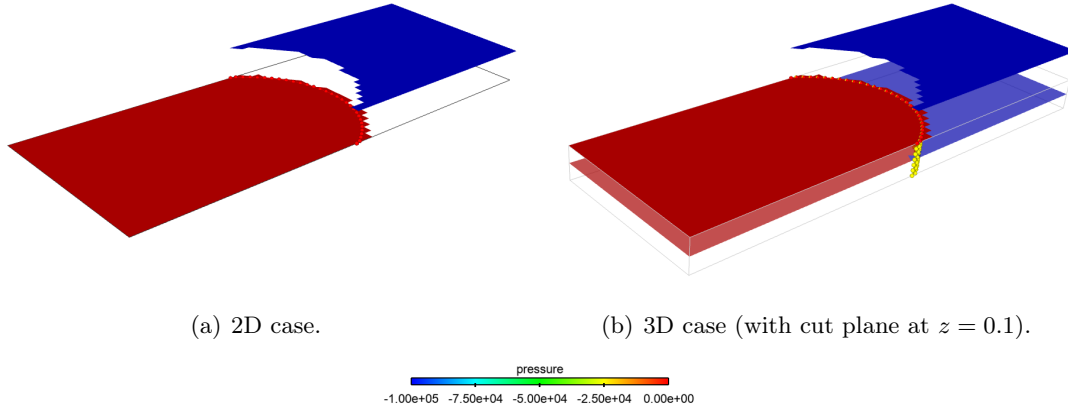 (a) 2D case.
(b) 3D case (with cut plane at z = 0.1).
pressure
-1.00e+05 -7.50e+04 -5.00e+04 -2.50e+04 0.00e+00